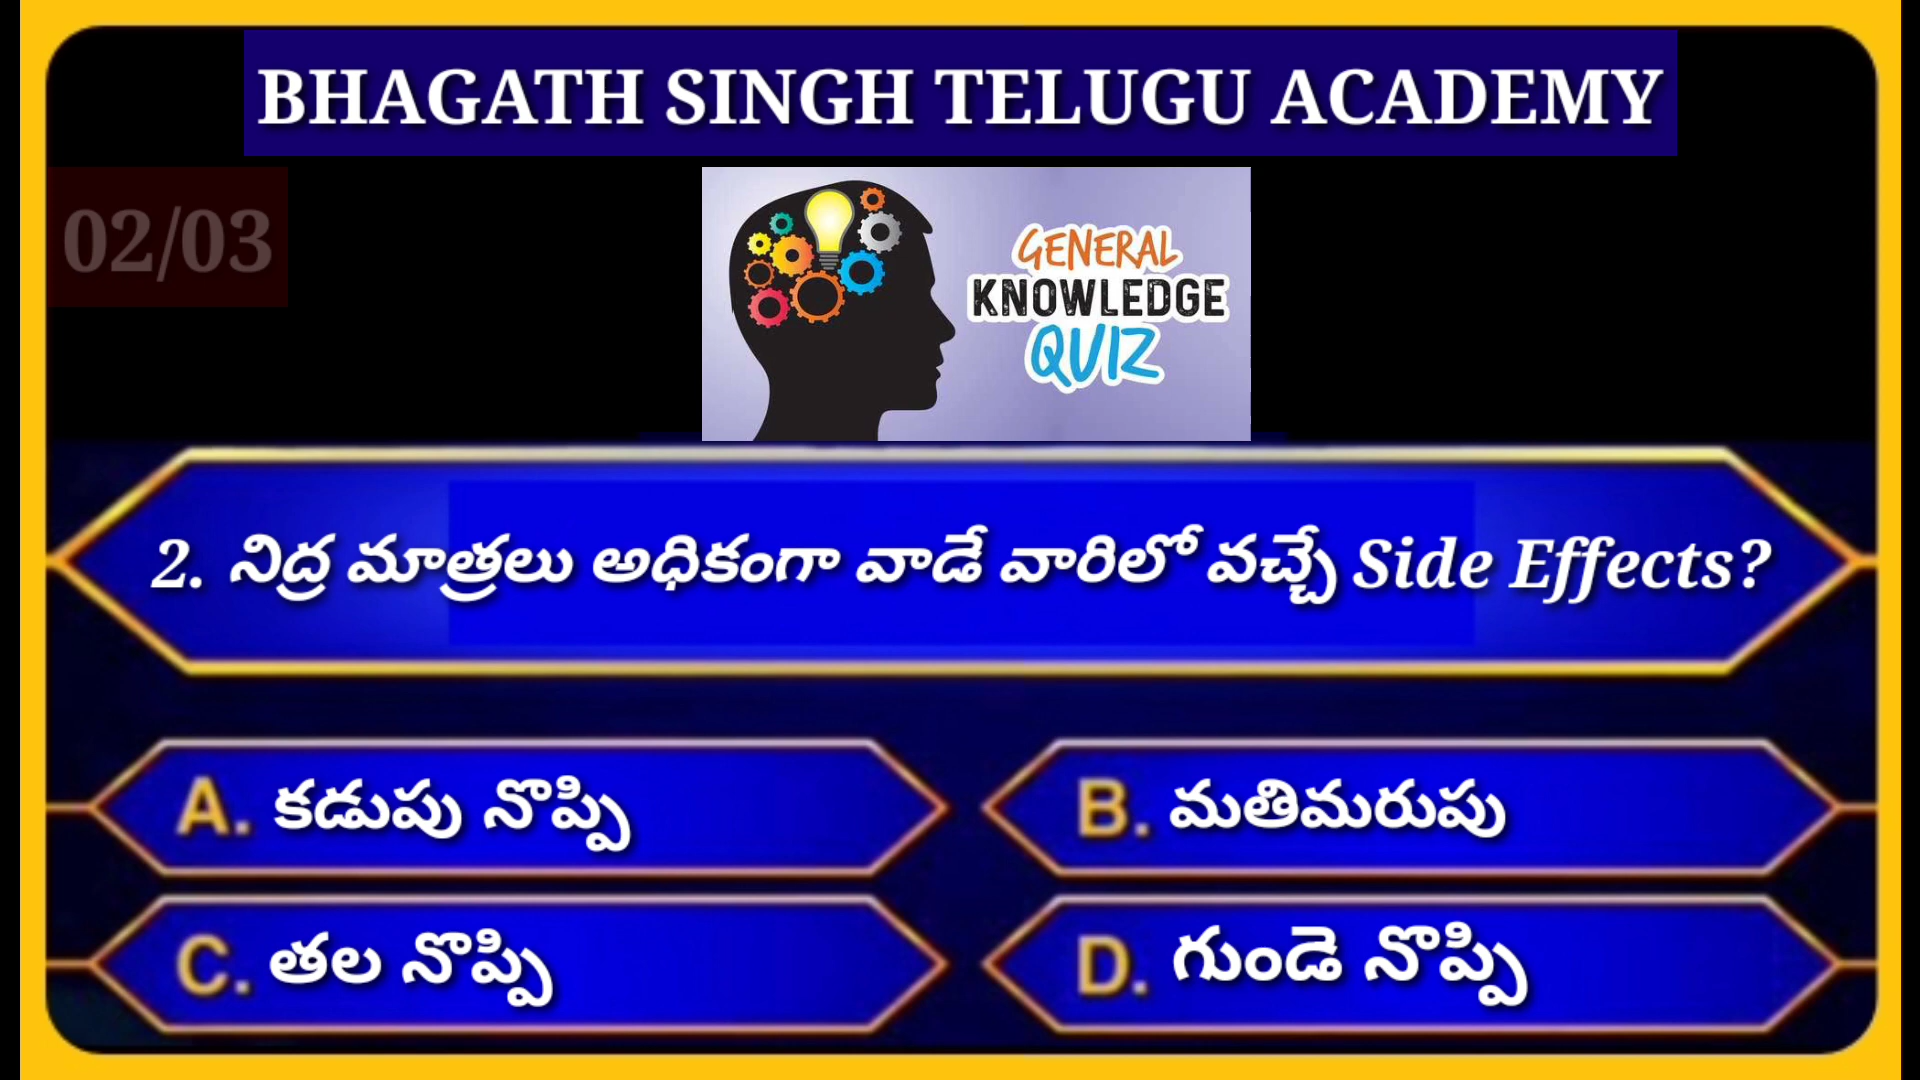 BHAGATH SINGH TELUGU ACADEMY
02/03
GENERAL
KNOWLEDGE
QUIZ
2. నిద్ర మాత్రలు అధికంగా వాడే వారిలో వచ్చే Side Effects?
A. కడుపు నొప్పి
B. మతిమరుపు
C. తల నొప్పి
D. గుండె నొప్పి